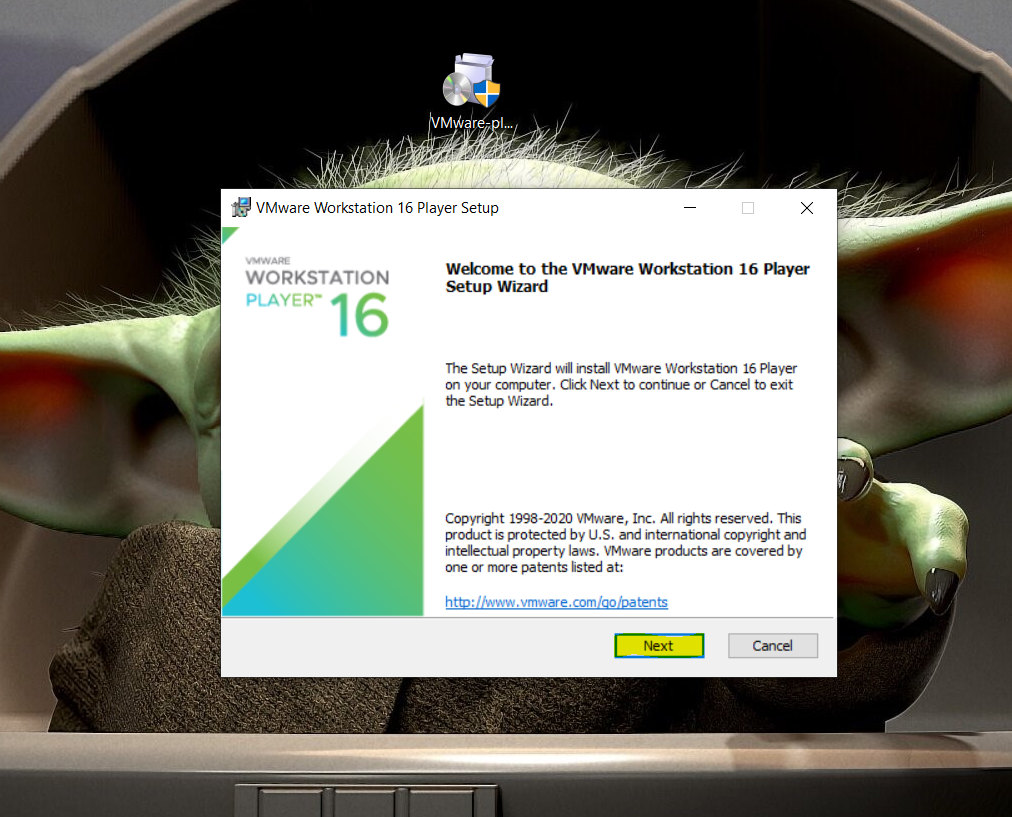 VMware-pl...
VMware Workstation 16 Player Setup
VMWARE
WORKSTATION
PLAYER™ 16
Welcome to the VMware Workstation 16 Player
Setup Wizard
The Setup Wizard will install VMware Workstation 16 Player
on your computer. Click Next to continue or Cancel to exit
the Setup Wizard.
Copyright 1998-2020 VMware, Inc. All rights reserved. This
product is protected by U.S. and international copyright and
intellectual property laws. VMware products are covered by
one or more patents listed at:
http://www.vmware.com/go/patents
Next
Cancel